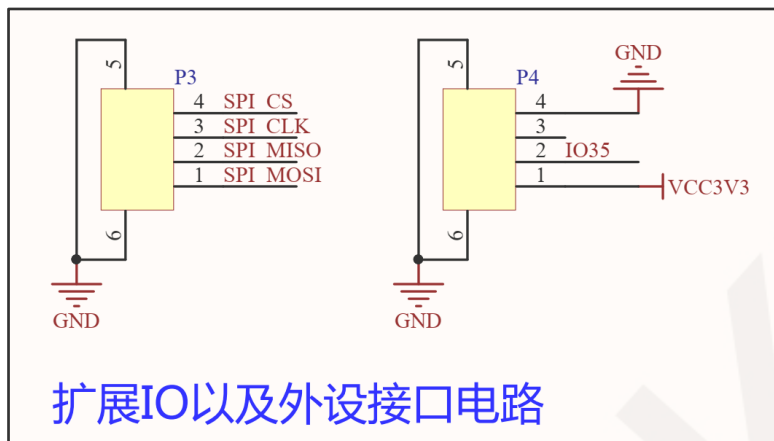 GND
5
5
P3
P4
4 SPI_CS
4
3 SPI_CLK
3
2 SPI_MISO
2 IO35
1 SPI_MOSI
1
VCC3V3
6
6
GND
GND
扩展IO以及外设接口电路